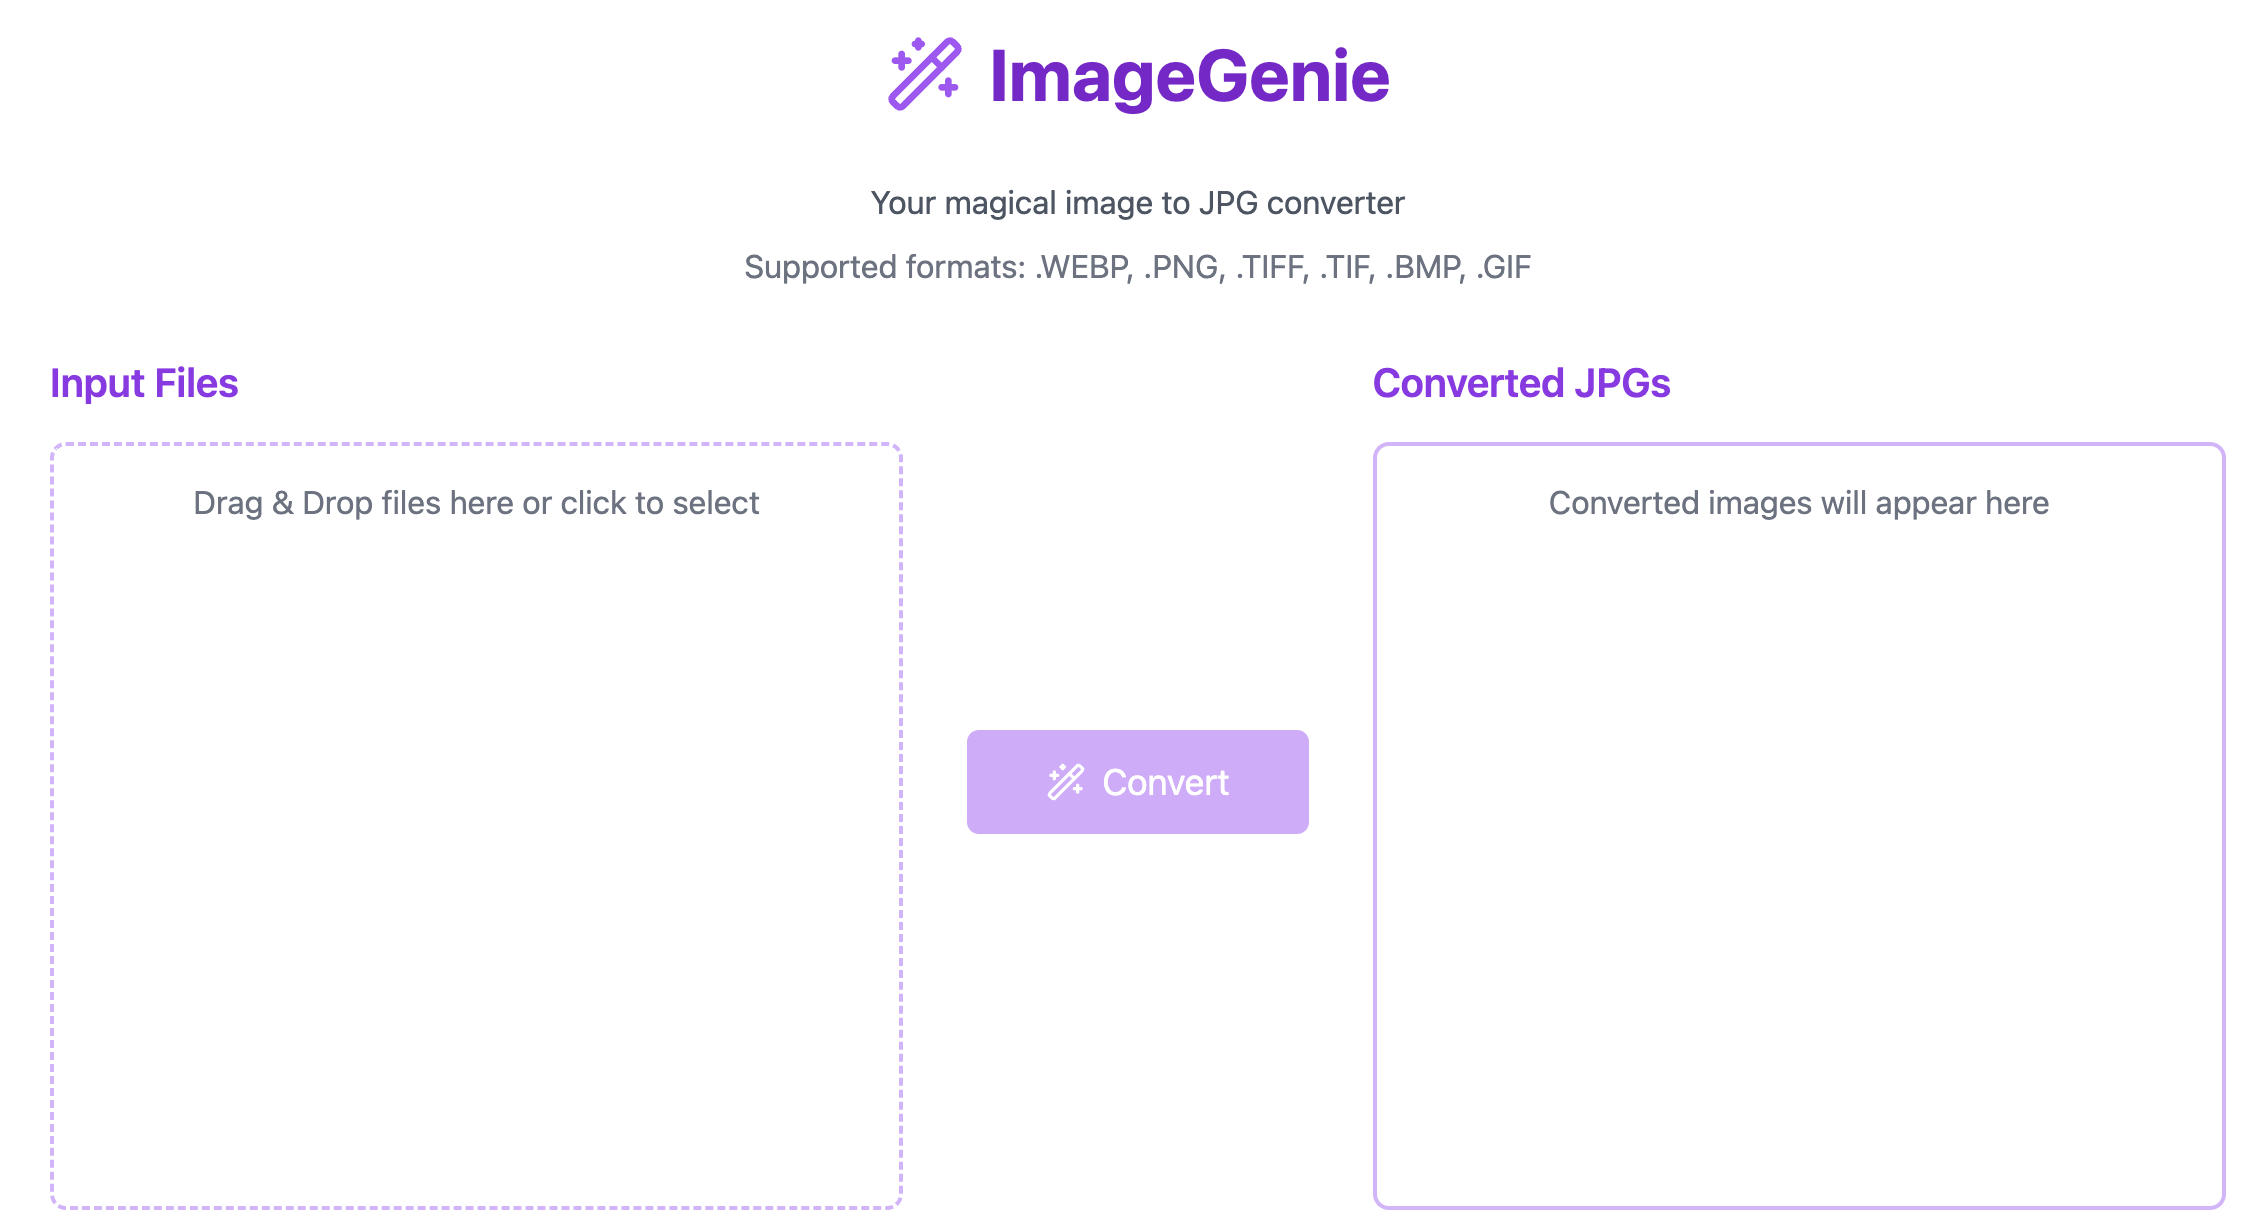 ImageGenie
Your magical image to JPG converter
Supported formats: .WEBP, .PNG, .TIFF, .TIF, .BMP, .GIF
Input Files
Drag & Drop files here or click to select
Convert
Converted JPGs
Converted images will appear here